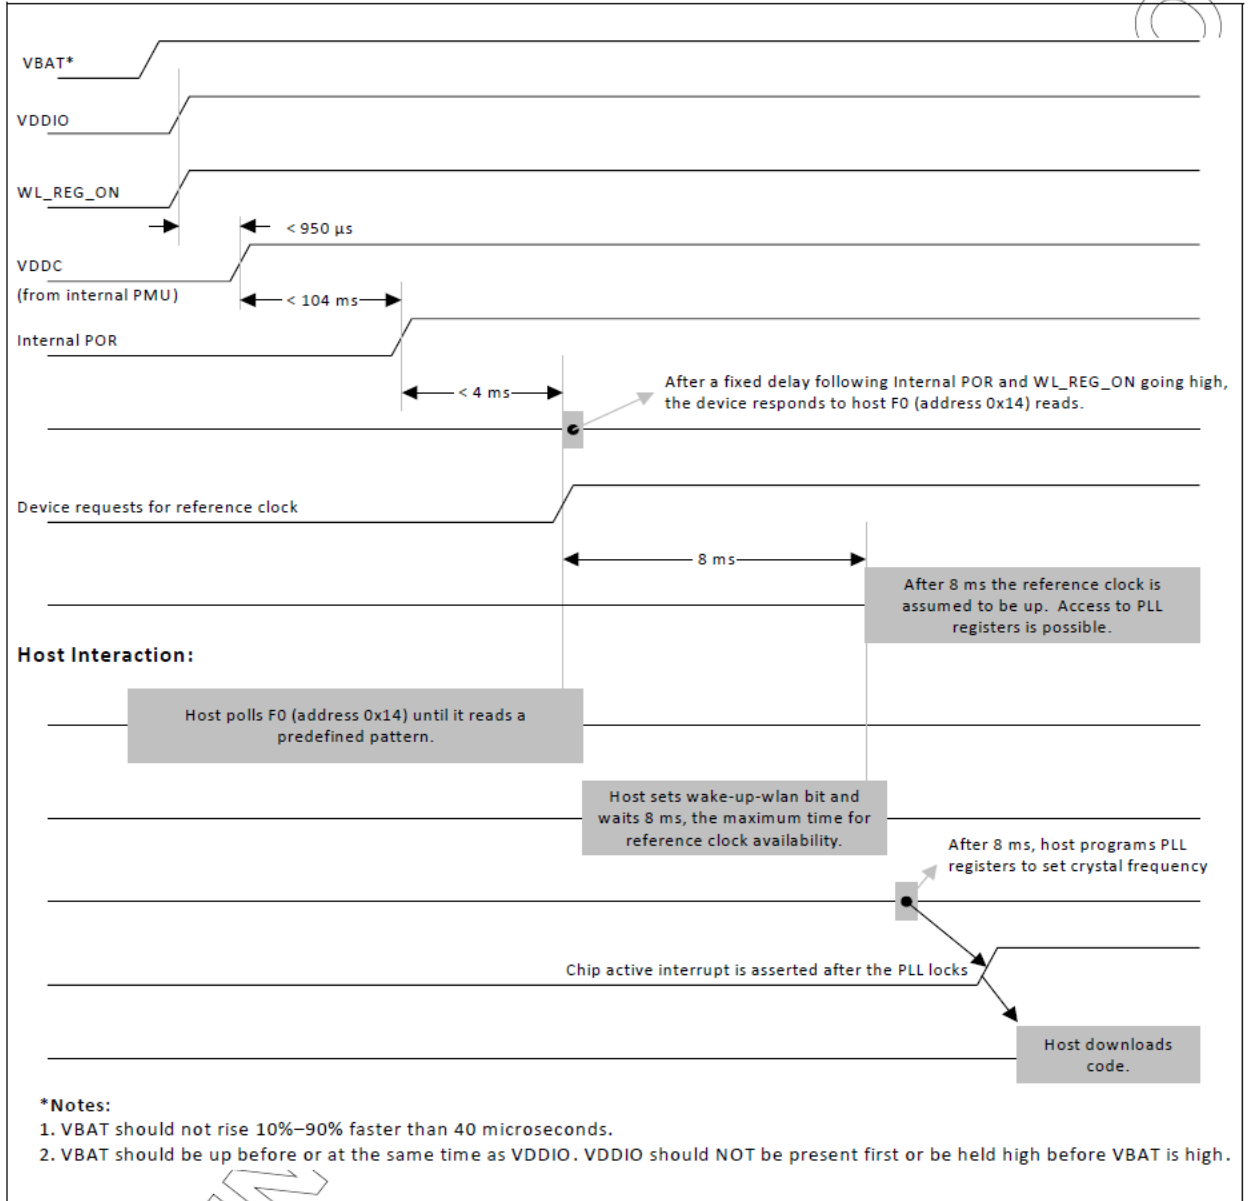 VBAT*
VDDIO
WL_REG_ON
< 950 µs
VDDC
(from internal PMU)
< 104 ms
Internal POR
< 4 ms
After a fixed delay following Internal POR and WL_REG_ON going high,
the device responds to host F0 (address 0x14) reads.
Device requests for reference clock
8 ms
After 8 ms the reference clock is
assumed to be up. Access to PLL
registers is possible.
Host Interaction:
Host polls F0 (address 0x14) until it reads a
predefined pattern.
Host sets wake-up-wlan bit and
waits 8 ms, the maximum time for
reference clock availability.
After 8 ms, host programs PLL
registers to set crystal frequency
Chip active interrupt is asserted after the PLL locks
Host downloads
code.
*Notes:
1. VBAT should not rise 10%–90% faster than 40 microseconds.
2. VBAT should be up before or at the same time as VDDIO. VDDIO should NOT be present first or be held high before VBAT is high.